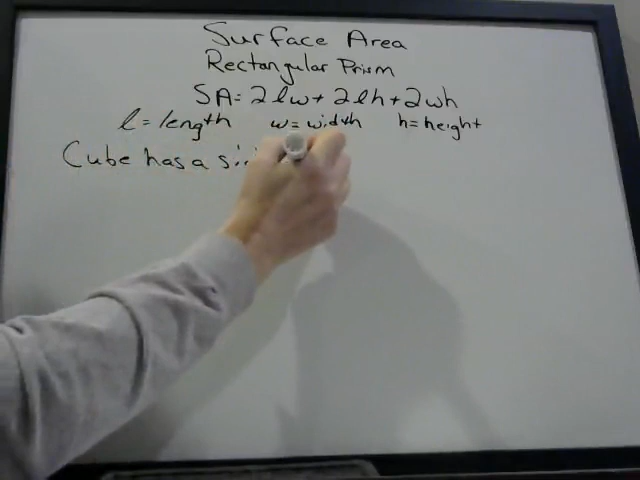 Surface Area
Rectangular Prism
SA = 2lw + 2lh + 2wh
l = length w = width h = height
Cube has a